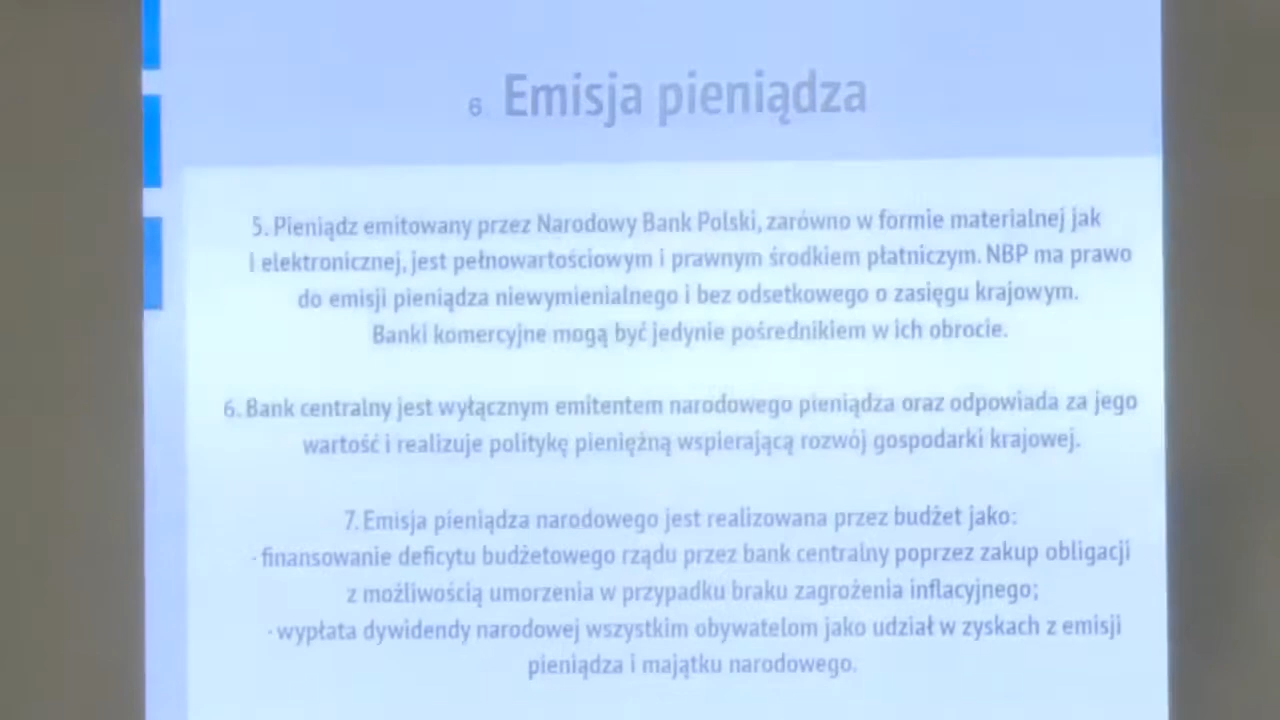 6 Emisja pieniądza
5. Pieniądz emitowany przez Narodowy Bank Polski, zarówno w formie materialnej jak
i elektronicznej, jest pełnowartościowym i prawnym środkiem płatniczym. NBP ma prawo
do emisji pieniądza niewymienialnego i bez odsetkowego o zasięgu krajowym.
Banki komercyjne mogą być jedynie pośrednikiem w ich obrocie.
6. Bank centralny jest wyłącznym emitentem narodowego pieniądza oraz odpowiada za jego
wartość i realizuje politykę pieniężną wspierającą rozwój gospodarki krajowej.
7. Emisja pieniądza narodowego jest realizowana przez budżet jako:
- finansowanie deficytu budżetowego rządu przez bank centralny poprzez zakup obligacji
z możliwością umorzenia w przypadku braku zagrożenia inflacyjnego;
- wypłata dywidendy narodowej wszystkim obywatelom jako udział w zyskach z emisji
pieniądza i majątku narodowego.